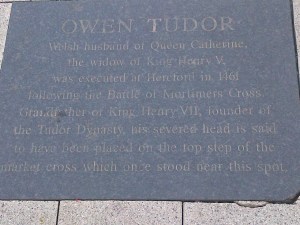 OWEN TUDOR
Welsh husband of Queen Catherine,
the widow of King Henry V,
was executed at Hereford in 1461
following the Battle of Mortimers Cross.
Grandfather of King Henry VII, founder of
the Tudor Dynasty, his severed head is said
to have been placed on the top step of the
market cross which once stood near this spot.